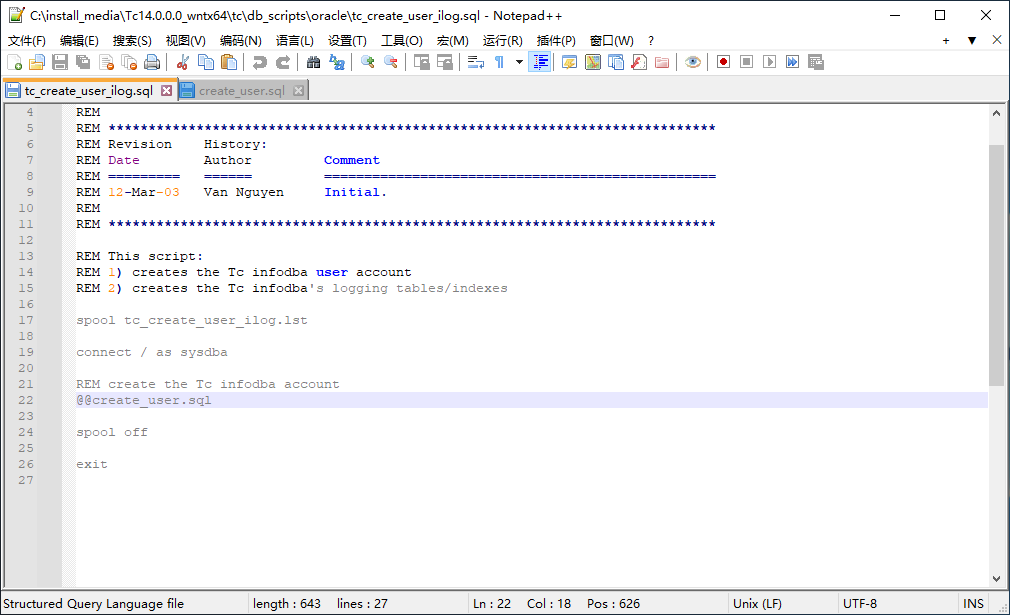 C:\install_media\Tc14.0.0.0_wntx64\tc\db_scripts\oracle\tc_create_user_ilog.sql - Notepad++
文件(F) 编辑(E) 搜索(S) 视图(V) 编码(N) 语言(L) 设置(T) 工具(O) 宏(M) 运行(R) 插件(P) 窗口(W) ? + ▼ X
tc_create_user_ilog.sql create_user.sql
4 REM
5 REM ****************************************************************************
6 REM Revision    History:
7 REM Date        Author         Comment
8 REM =========   ======         =================================================
9 REM 12-Mar-03   Van Nguyen     Initial.
10 REM
11 REM ****************************************************************************
12
13 REM This script:
14 REM 1) creates the Tc infodba user account
15 REM 2) creates the Tc infodba's logging tables/indexes
16
17 spool tc_create_user_ilog.lst
18
19 connect / as sysdba
20
21 REM create the Tc infodba account
22 @@create_user.sql
23
24 spool off
25
26 exit
27
Structured Query Language file length : 643 lines : 27 Ln : 22 Col : 18 Pos : 626 Unix (LF) UTF-8 INS